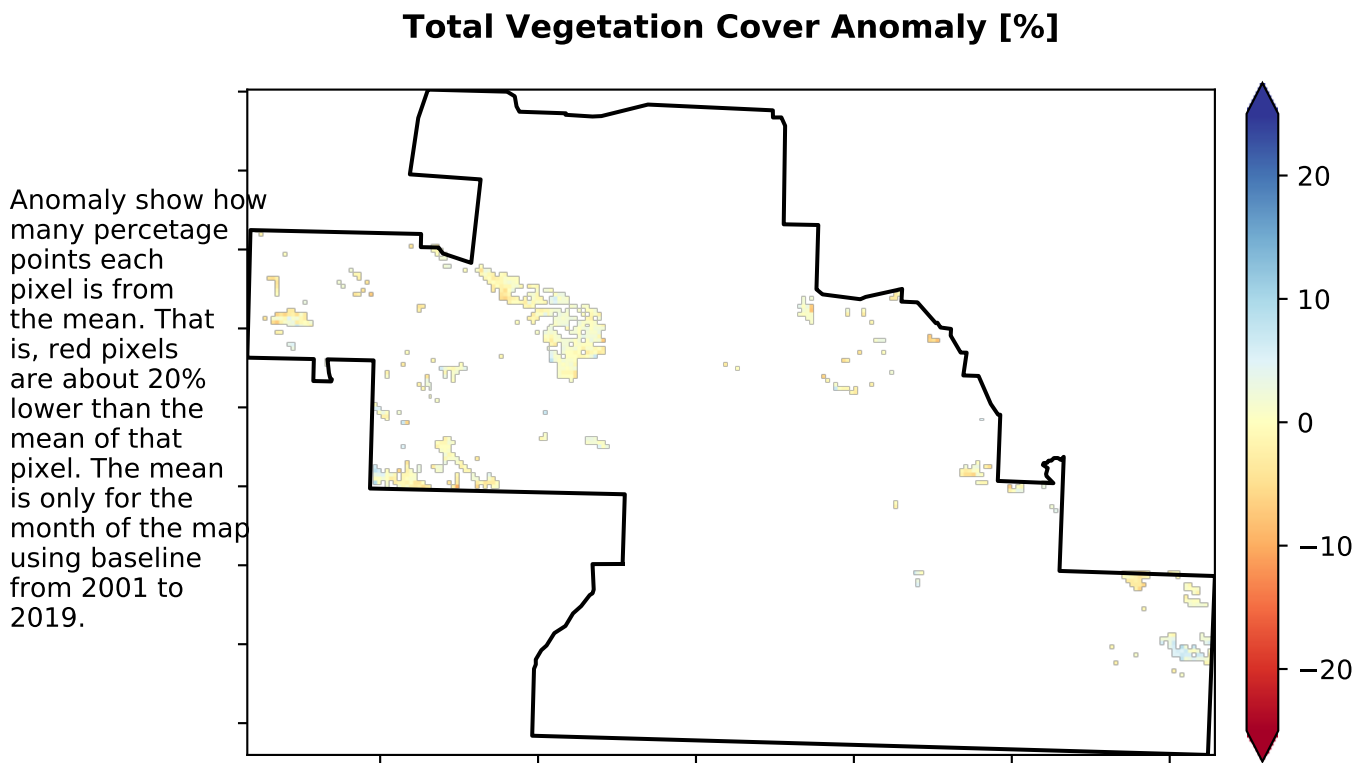 Total Vegetation Cover Anomaly [%]
Anomaly show how
many percetage
points each
pixel is from
the mean. That
is, red pixels
are about 20%
lower than the
mean of that
pixel. The mean
is only for the
month of the map
using baseline
from 2001 to
2019.
20
10
0
−10
−20